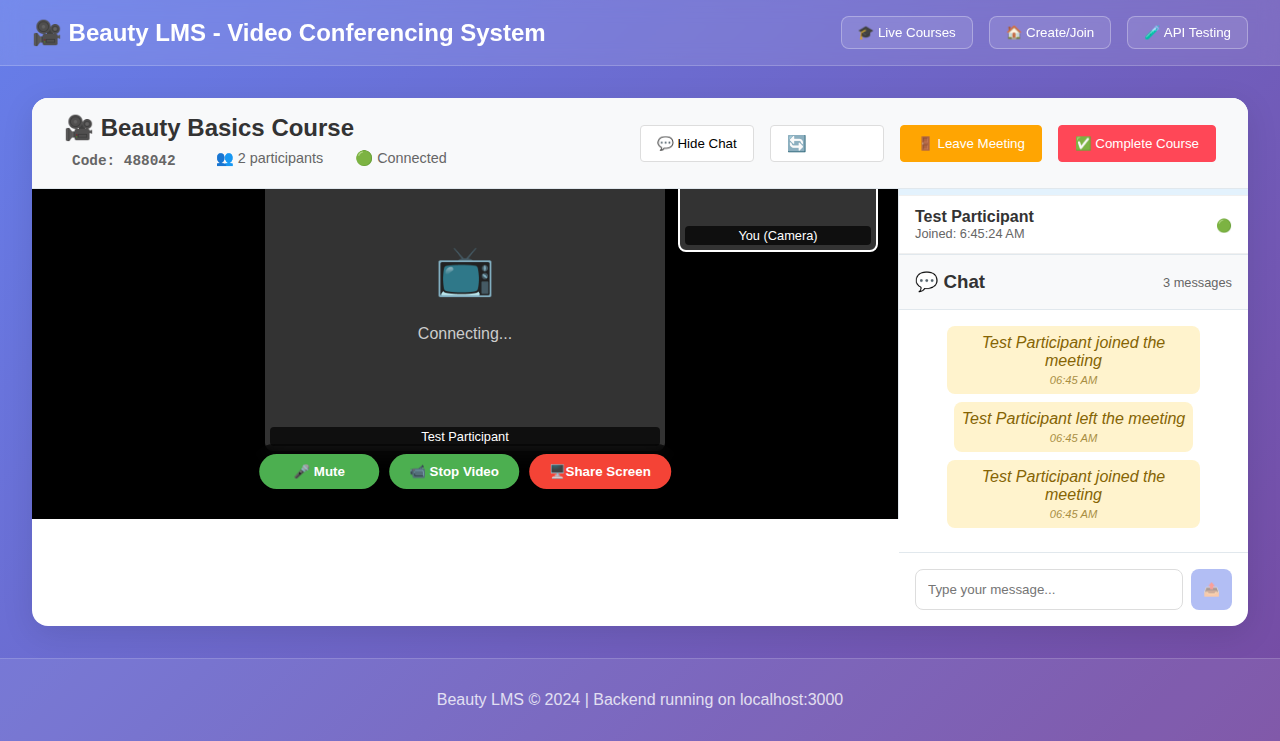 🎥 Beauty LMS - Video Conferencing System
🎓 Live Courses
🏠 Create/Join
🧪 API Testing
🎥 Beauty Basics Course
Code: 488042
👥 2 participants
🟢 Connected
💬 Hide Chat
🔄
🚪 Leave Meeting
✅ Complete Course
📺
Connecting...
Test Participant
You (Camera)
🎤 Mute
📹 Stop Video
🖥️Share Screen
Test Participant
Joined: 6:45:24 AM
🟢
💬 Chat
3 messages
Test Participant joined the
meeting
06:45 AM
Test Participant left the meeting
06:45 AM
Test Participant joined the
meeting
06:45 AM
Type your message...
📤
Beauty LMS © 2024 | Backend running on localhost:3000